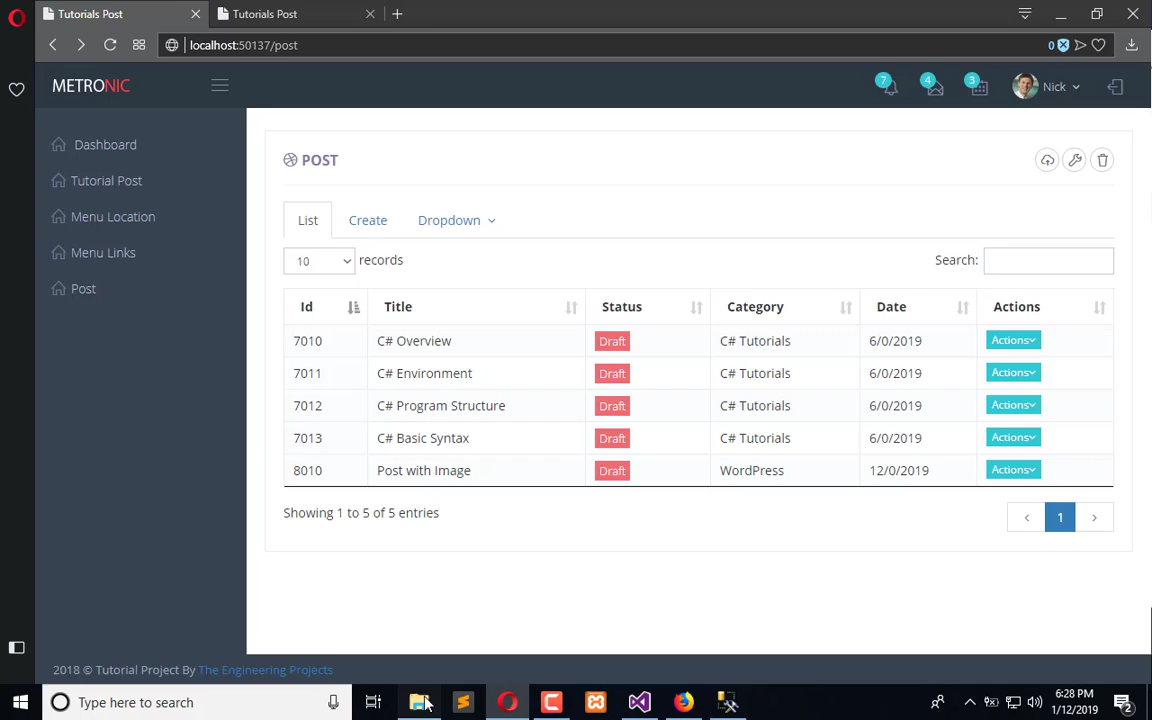 Tutorials Post
Tutorials Post
localhost:50137/post
0
METRONIC
7
4
3
Nick
Dashboard
Tutorial Post
Menu Location
Menu Links
Post
POST
List Create Dropdown
10 records
Search:
Id Title Status Category Date Actions
7010 C# Overview Draft C# Tutorials 6/0/2019 Actions
7011 C# Environment Draft C# Tutorials 6/0/2019 Actions
7012 C# Program Structure Draft C# Tutorials 6/0/2019 Actions
7013 C# Basic Syntax Draft C# Tutorials 6/0/2019 Actions
8010 Post with Image Draft WordPress 12/0/2019 Actions
Showing 1 to 5 of 5 entries
1
2018 © Tutorial Project By The Engineering Projects
Type here to search
6:28 PM
1/12/2019
2